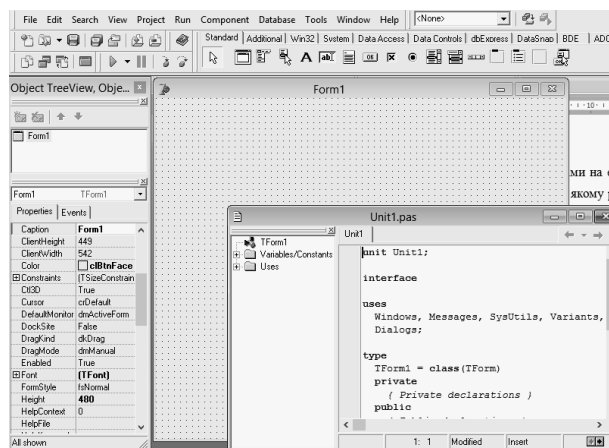 File Edit Search View Project Run Component Database Tools Window Help <None>
Standard Additional Win32 System Data Access Data Controls dbExpress DataSnap BDE ADO
Object TreeView, Obje...
Form1
Form1
10
ми на
якому
Form1 TForm1
Properties Events
Caption Form1
ClientHeight 449
ClientWidth 542
Color clBtnFace
Constraints (TSizeConstrain
Ctl3D True
Cursor crDefault
DefaultMonitor dmActiveForm
DockSite False
DragKind dkDrag
DragMode dmManual
Enabled True
Font (TFont)
FormStyle fsNormal
Height 480
HelpContext 0
HelpFile
All shown
Unit1.pas
TForm1
Variables/Constants
Uses
Unit1
unit Unit1;
interface
uses
Windows, Messages, SysUtils, Variants,
Dialogs;
type
TForm1 = class(TForm)
private
{ Private declarations }
public
1: 1 Modified Insert